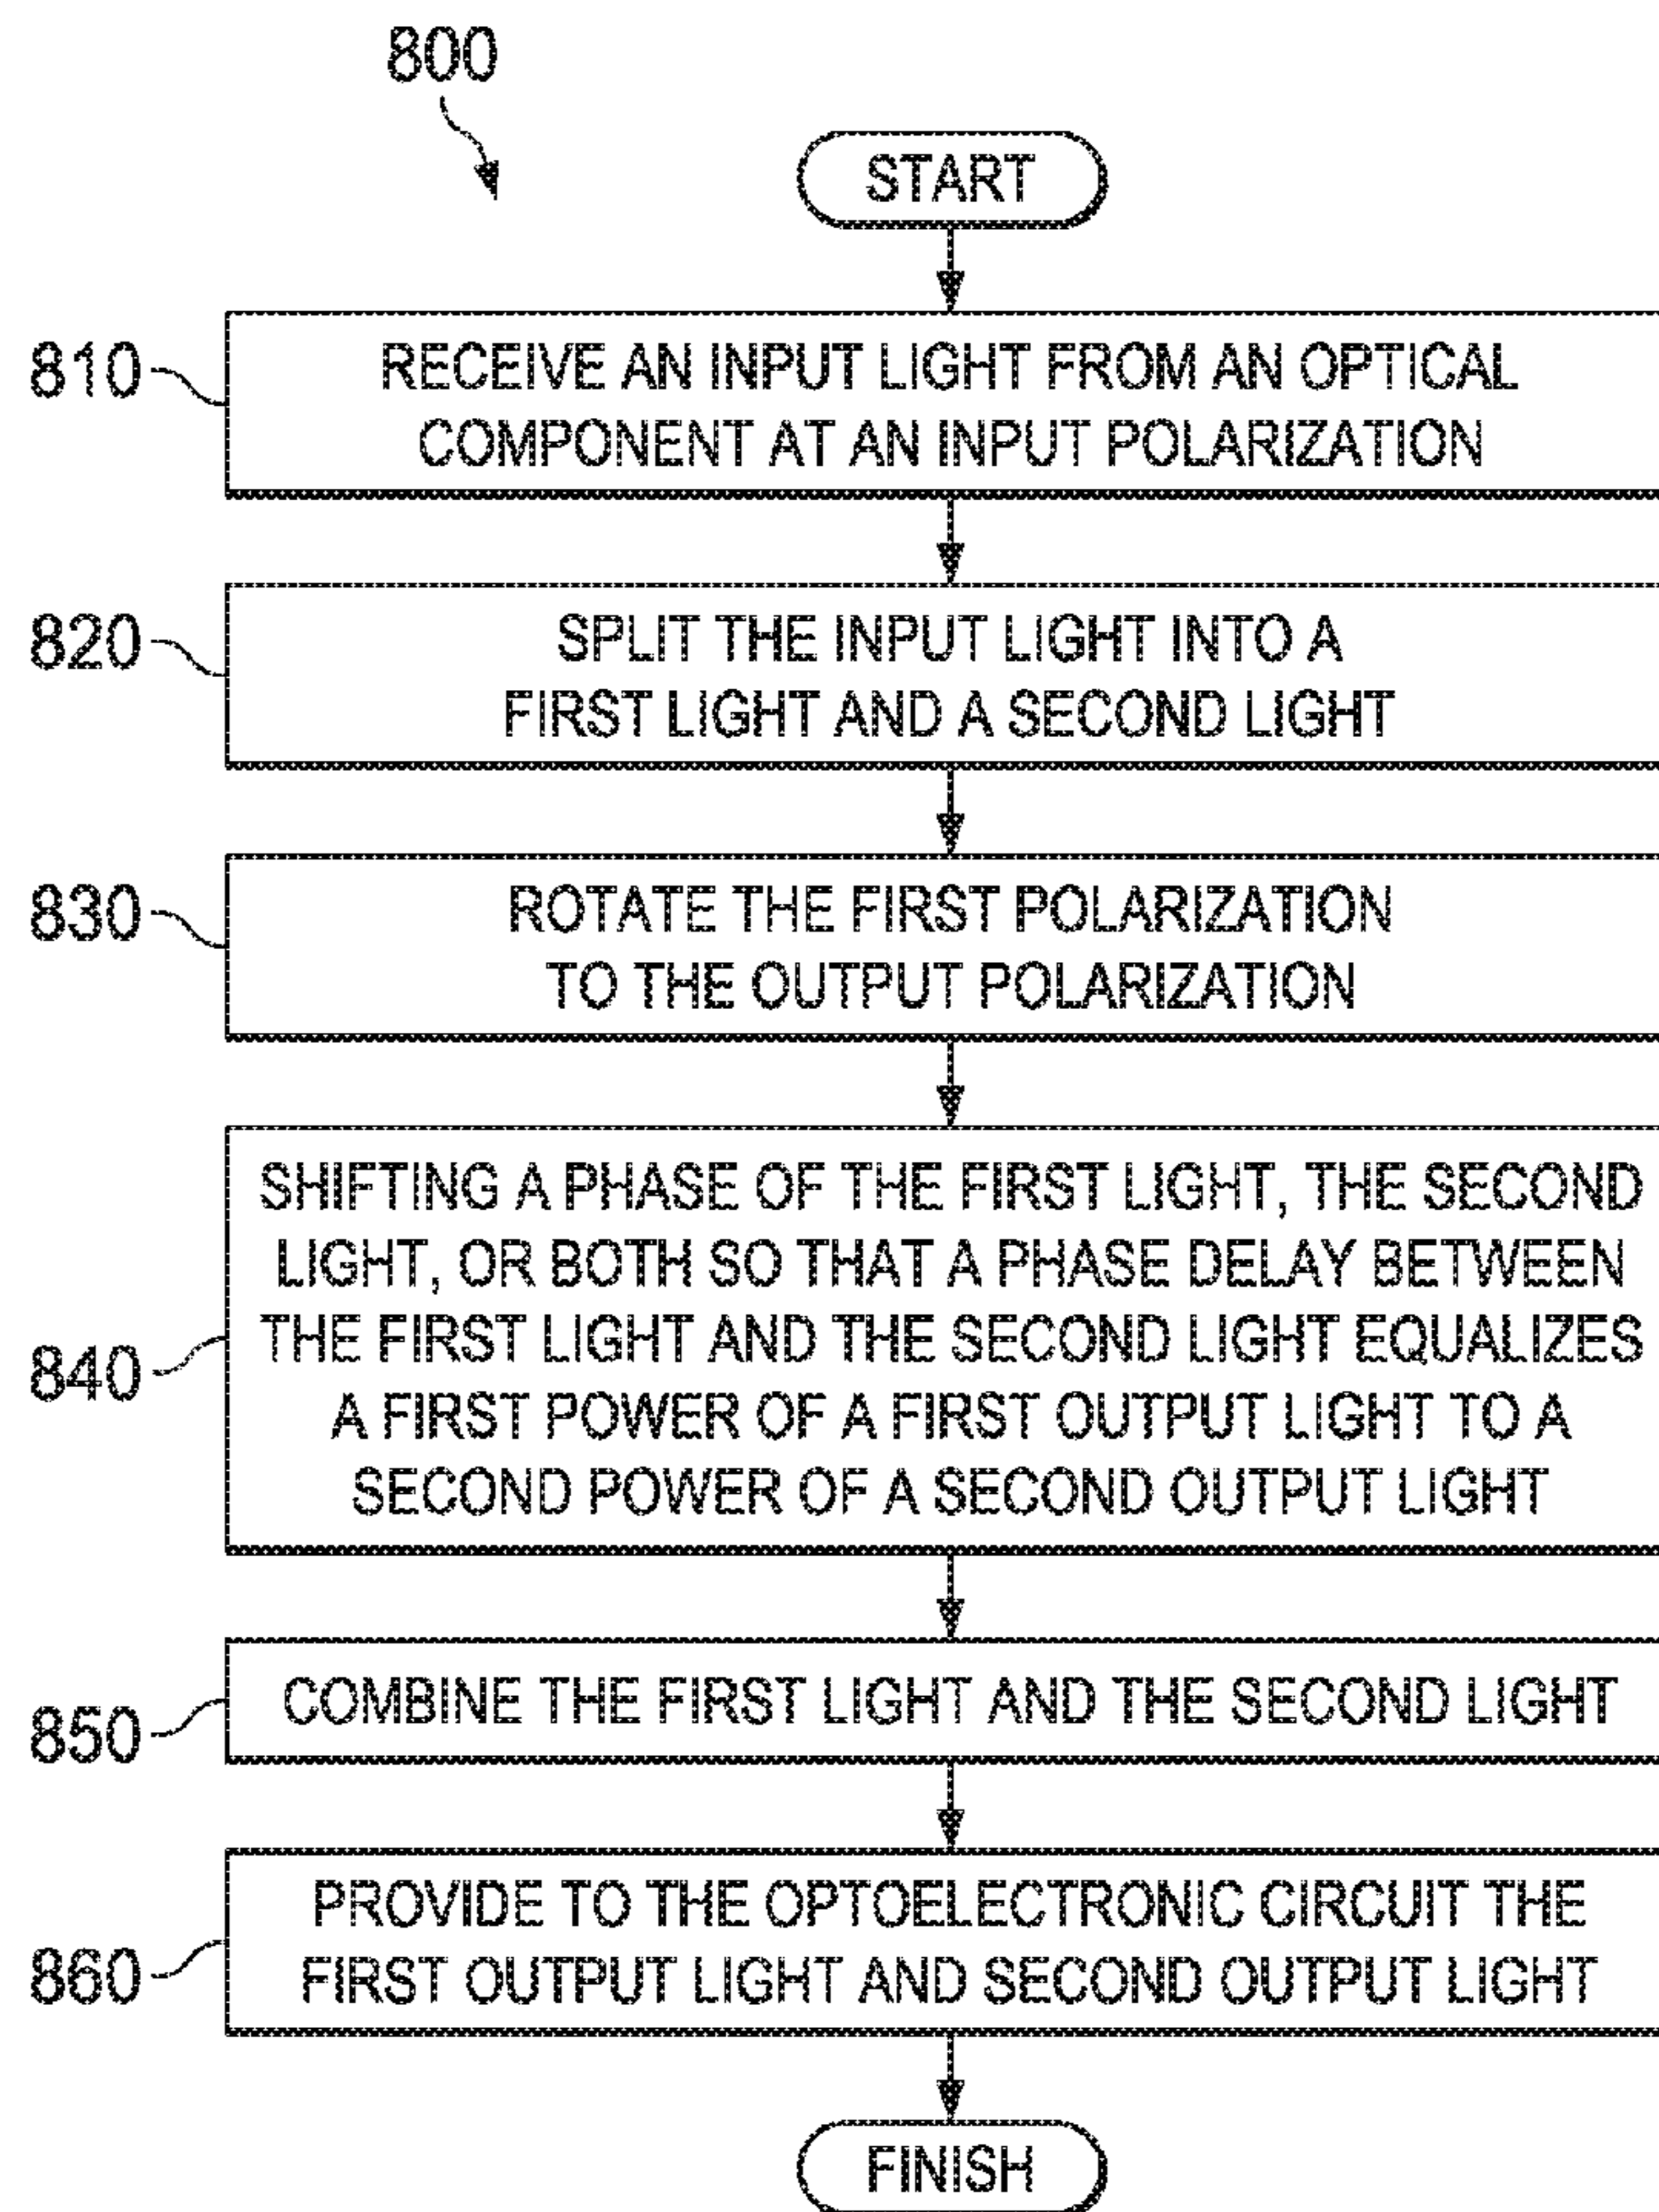 800
START
810
RECEIVE AN INPUT LIGHT FROM AN OPTICAL
COMPONENT AT AN INPUT POLARIZATION
820
SPLIT THE INPUT LIGHT INTO A
FIRST LIGHT AND A SECOND LIGHT
830
ROTATE THE FIRST POLARIZATION
TO THE OUTPUT POLARIZATION
840
SHIFTING A PHASE OF THE FIRST LIGHT, THE SECOND
LIGHT, OR BOTH SO THAT A PHASE DELAY BETWEEN
THE FIRST LIGHT AND THE SECOND LIGHT EQUALIZES
A FIRST POWER OF A FIRST OUTPUT LIGHT TO A
SECOND POWER OF A SECOND OUTPUT LIGHT
850
COMBINE THE FIRST LIGHT AND THE SECOND LIGHT
860
PROVIDE TO THE OPTOELECTRONIC CIRCUIT THE
FIRST OUTPUT LIGHT AND SECOND OUTPUT LIGHT
FINISH